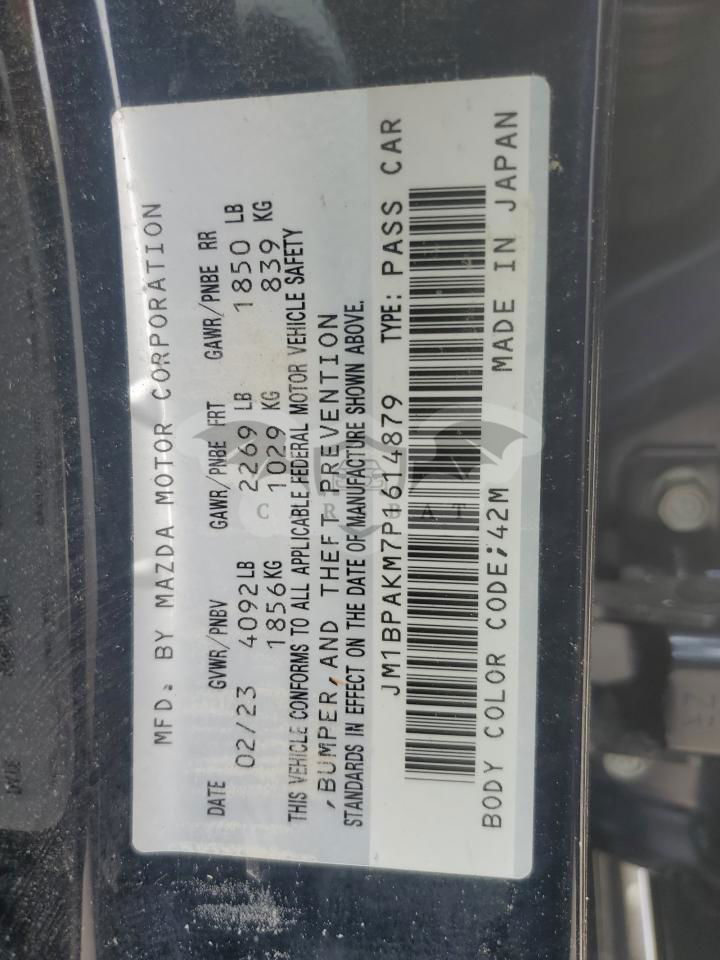 MFD. BY MAZDA MOTOR CORPORATION
DATE GVWR/PNBV GAWR/PNBE FRT GAWR/PNBE RR
02/23 4092LB 2269 LB 1850 LB
1856KG 1029 KG 839 KG
THIS VEHICLE CONFORMS TO ALL APPLICABLE FEDERAL MOTOR VEHICLE SAFETY
,BUMPER,AND THEFT PREVENTION
STANDARDS IN EFFECT ON THE DATE OF MANUFACTURE SHOWN ABOVE.
JM1BPAKM7P1614879 TYPE: PASS CAR
BODY COLOR CODE;42M MADE IN JAPAN